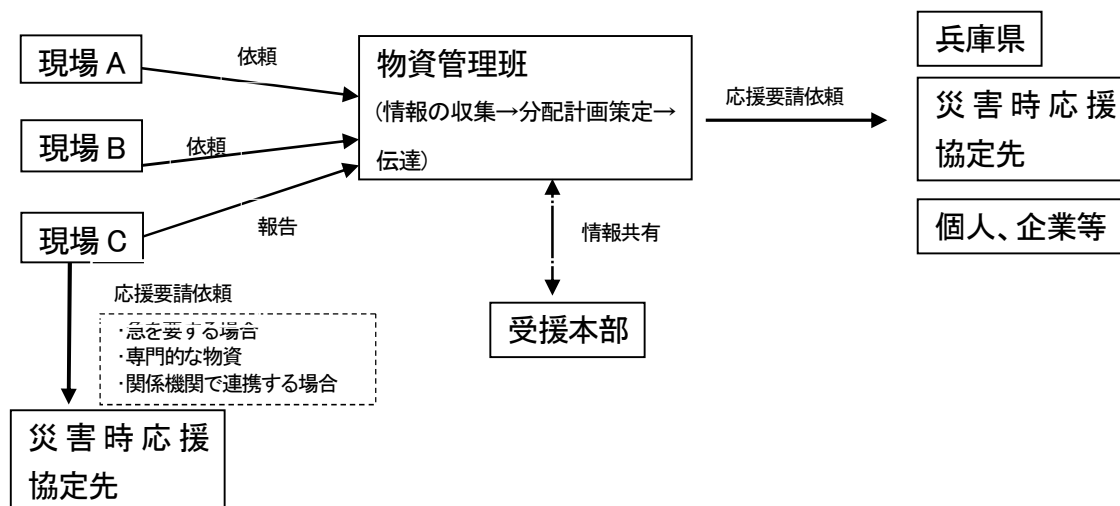 現場 A
依頼
現場 B
依頼
現場 C
報告
物資管理班
(情報の収集→分配計画策定→
伝達)
応援要請依頼
兵庫県
災害時応援
協定先
個人、企業等
情報共有
受援本部
応援要請依頼
・急を要する場合
・専門的な物資
・関係機関で連携する場合
災害時応援
協定先